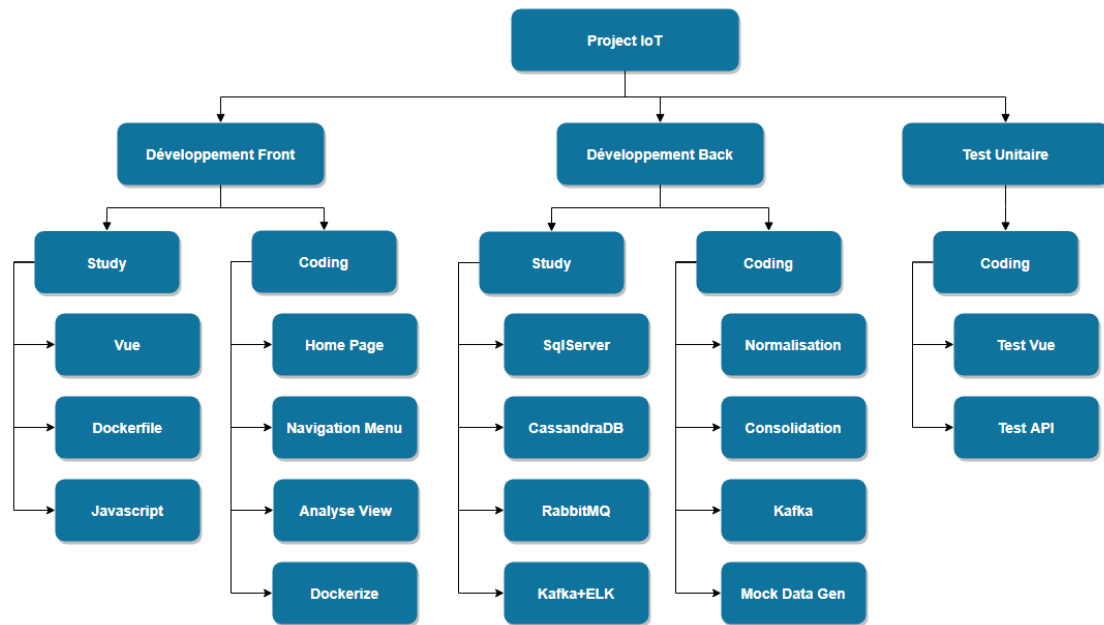 Project IoT
Développement Front
Développement Back
Test Unitaire
Study
Coding
Study
Coding
Coding
Vue
Home Page
SqlServer
Normalisation
Test Vue
Dockerfile
Navigation Menu
CassandraDB
Consolidation
Test API
Javascript
Analyse View
RabbitMQ
Kafka
Dockerize
Kafka+ELK
Mock Data Gen